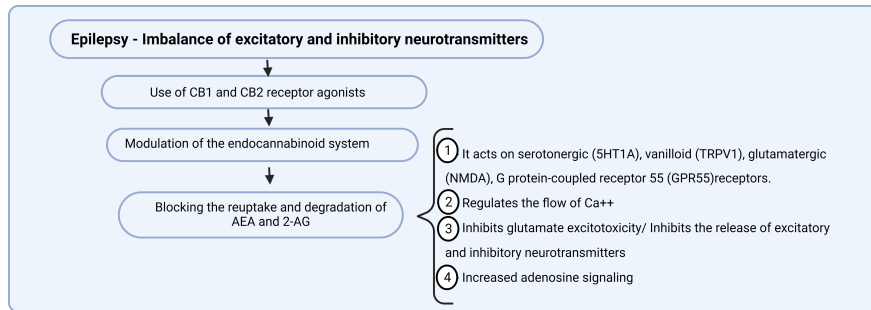 Epilepsy - Imbalance of excitatory and inhibitory neurotransmitters
Use of CB1 and CB2 receptor agonists
Modulation of the endocannabinoid system
Blocking the reuptake and degradation of
AEA and 2-AG
1 It acts on serotonergic (5HT1A), vanilloid (TRPV1), glutamatergic
(NMDA), G protein-coupled receptor 55 (GPR55)receptors.
2 Regulates the flow of Ca++
3 Inhibits glutamate excitotoxicity/ Inhibits the release of excitatory
and inhibitory neurotransmitters
4 Increased adenosine signaling